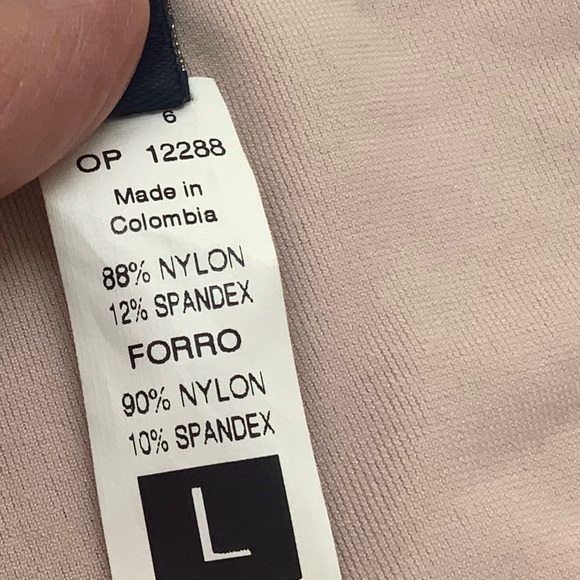 6
OP 12288
Made in
Colombia
88% NYLON
12% SPANDEX
FORRO
90% NYLON
10% SPANDEX
L